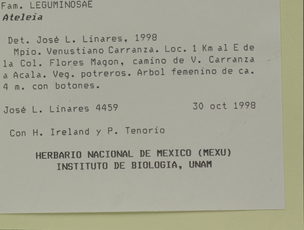 Fam. LEGUMINOSAE
Ateleia
Det. José L. Linares, 1998
Mpio. Venustiano Carranza. Loc. 1 Km al E de
la Col. Flores Magon, camino de V. Carranza
a Acala. Veg. potreros. Arbol femenino de ca.
4 m. con botones.
José L. Linares 4459 30 oct 1998
Con H. Ireland y P. Tenorio
HERBARIO NACIONAL DE MEXICO (MEXU)
INSTITUTO DE BIOLOGIA, UNAM